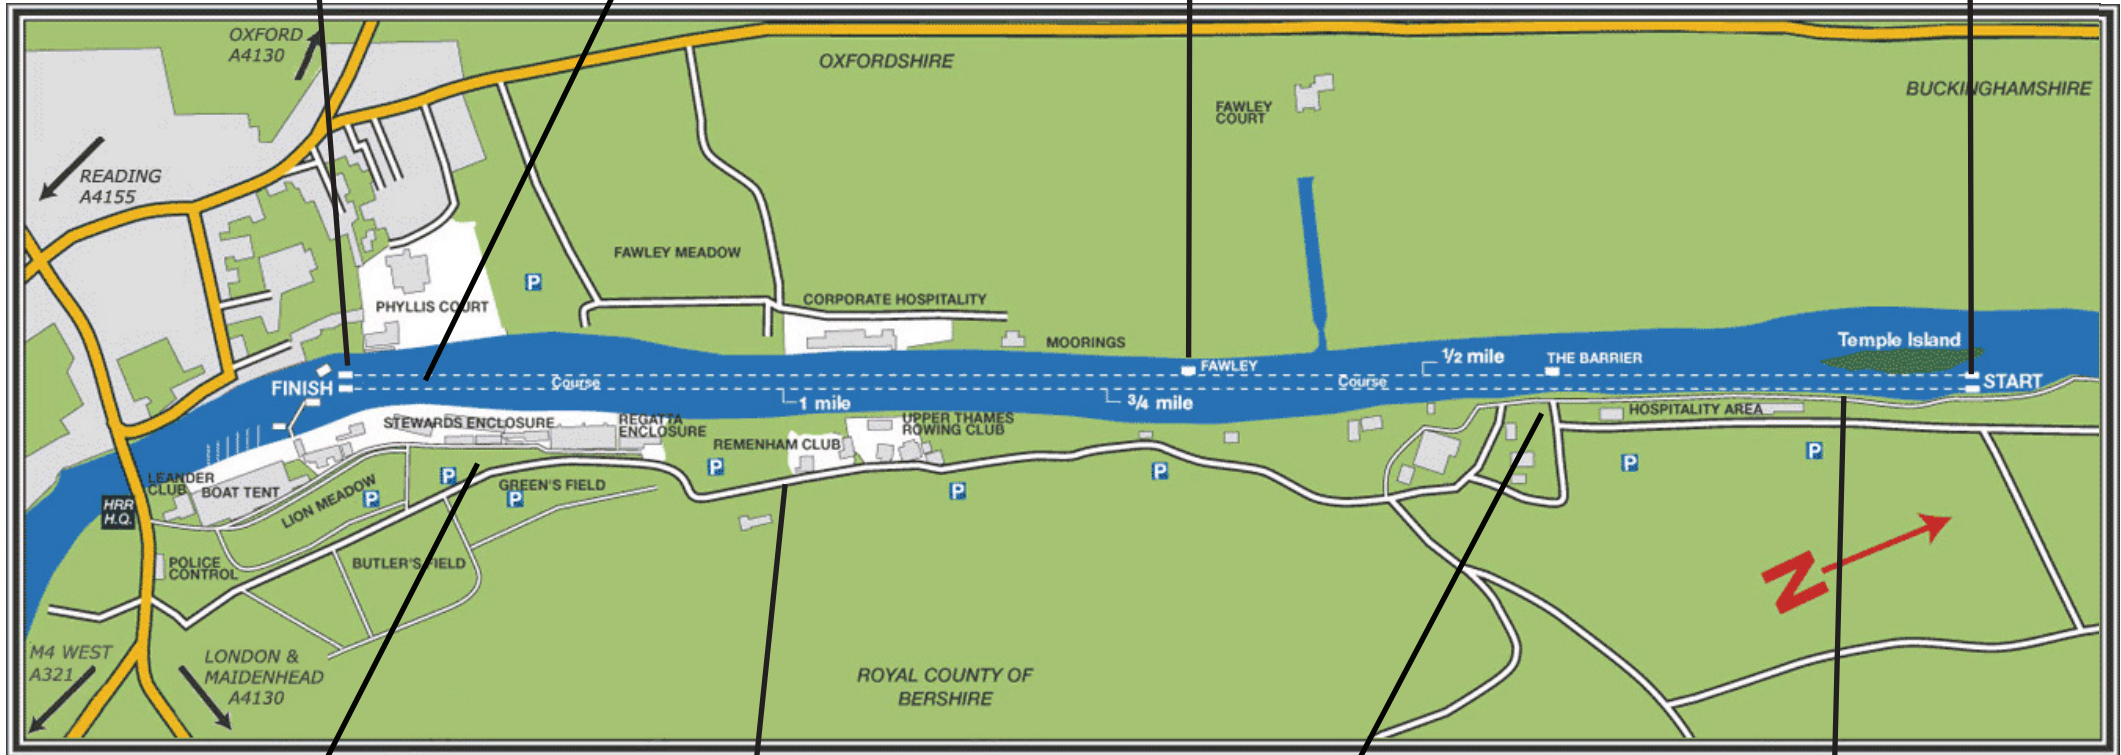 OXFORD
A4130
OXFORDSHIRE
BUCKINGHAMSHIRE
FAWLEY
COURT
READING
A4155
FAWLEY MEADOW
P
PHYLLIS COURT
CORPORATE HOSPITALITY
MOORINGS
Temple Island
1/2 mile
THE BARRIER
FAWLEY
FINISH
Course
Course
START
1 mile
3/4 mile
HOSPITALITY AREA
STEWARDS ENCLOSURE
REGATTA
ENCLOSURE
UPPER THAMES
ROWING CLUB
REMENHAM CLUB
P
P
P
P
P
P
LEANDER
CLUB
BOAT TENT
LION MEADOW
P
P
GREEN'S FIELD
HRR
H.Q.
POLICE
CONTROL
BUTLER'S FIELD
N
M4 WEST
A321
LONDON &
MAIDENHEAD
A4130
ROYAL COUNTY OF
BERSHIRE